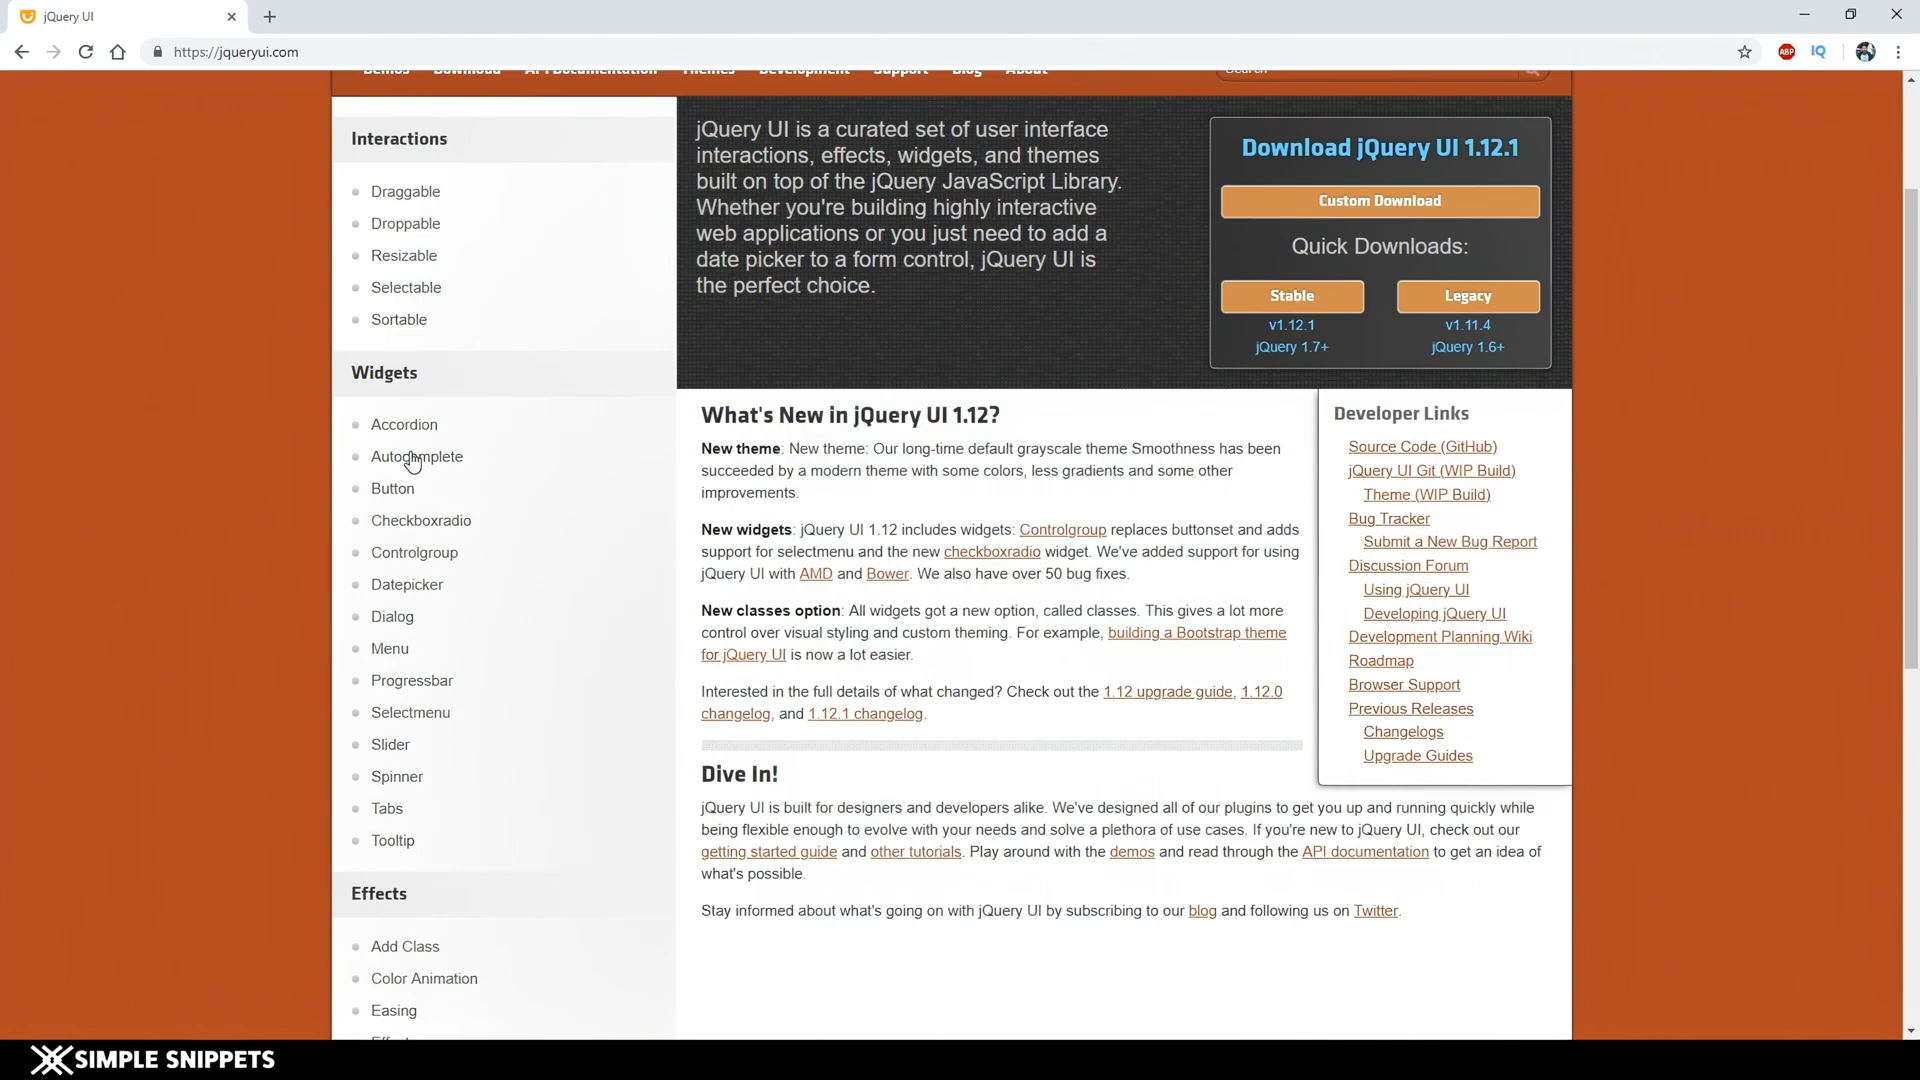 jQuery UI
https://jqueryui.com
ABP
IQ
Demos Download API Documentation Themes Development Support Blog About
Search
Interactions
Draggable
Droppable
Resizable
Selectable
Sortable
Widgets
Accordion
Autocomplete
Button
Checkboxradio
Controlgroup
Datepicker
Dialog
Menu
Progressbar
Selectmenu
Slider
Spinner
Tabs
Tooltip
Effects
Add Class
Color Animation
Easing
jQuery UI is a curated set of user interface
interactions, effects, widgets, and themes
built on top of the jQuery JavaScript Library.
Whether you're building highly interactive
web applications or you just need to add a
date picker to a form control, jQuery UI is
the perfect choice.
Download jQuery UI 1.12.1
Custom Download
Quick Downloads:
Stable
v1.12.1
jQuery 1.7+
Legacy
v1.11.4
jQuery 1.6+
What's New in jQuery UI 1.12?
New theme: New theme: Our long-time default grayscale theme Smoothness has been
succeeded by a modern theme with some colors, less gradients and some other
improvements.
New widgets: jQuery UI 1.12 includes widgets: Controlgroup replaces buttonset and adds
support for selectmenu and the new checkboxradio widget. We've added support for using
jQuery UI with AMD and Bower. We also have over 50 bug fixes.
New classes option: All widgets got a new option, called classes. This gives a lot more
control over visual styling and custom theming. For example, building a Bootstrap theme
for jQuery UI is now a lot easier.
Interested in the full details of what changed? Check out the 1.12 upgrade guide, 1.12.0
changelog, and 1.12.1 changelog.
Developer Links
Source Code (GitHub)
jQuery UI Git (WIP Build)
Theme (WIP Build)
Bug Tracker
Submit a New Bug Report
Discussion Forum
Using jQuery UI
Developing jQuery UI
Development Planning Wiki
Roadmap
Browser Support
Previous Releases
Changelogs
Upgrade Guides
Dive In!
jQuery UI is built for designers and developers alike. We've designed all of our plugins to get you up and running quickly while
being flexible enough to evolve with your needs and solve a plethora of use cases. If you're new to jQuery UI, check out our
getting started guide and other tutorials. Play around with the demos and read through the API documentation to get an idea of
what's possible.
Stay informed about what's going on with jQuery UI by subscribing to our blog and following us on Twitter.
SIMPLE SNIPPETS